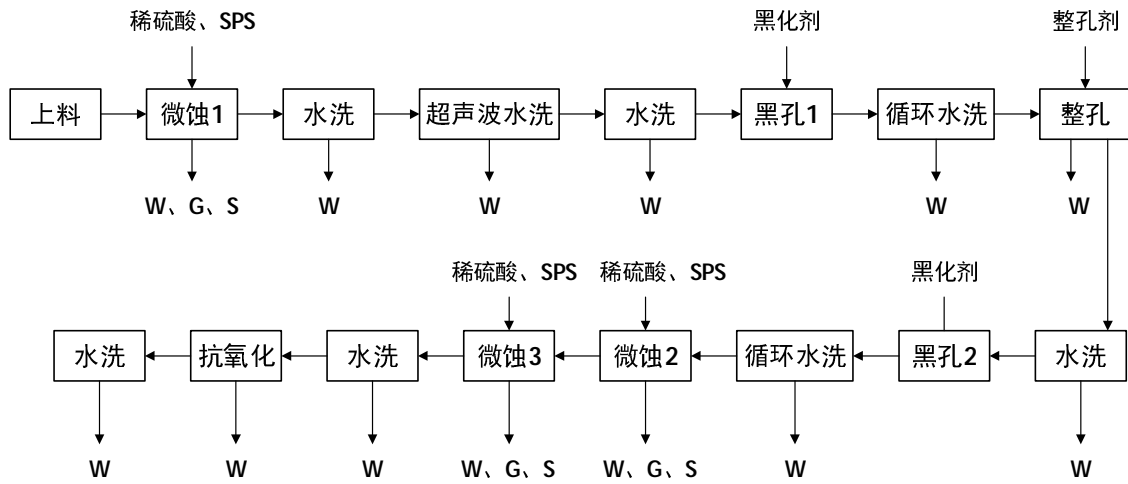 稀硫酸、SPS 黑化剂 整孔剂
上料 微蚀1 水洗 超声波水洗 水洗 黑孔1 循环水洗 整孔
W、G、S W W W W W
稀硫酸、SPS 稀硫酸、SPS 黑化剂
水洗 抗氧化 水洗 微蚀3 微蚀2 循环水洗 黑孔2 水洗
W W W W、G、S W、G、S W W